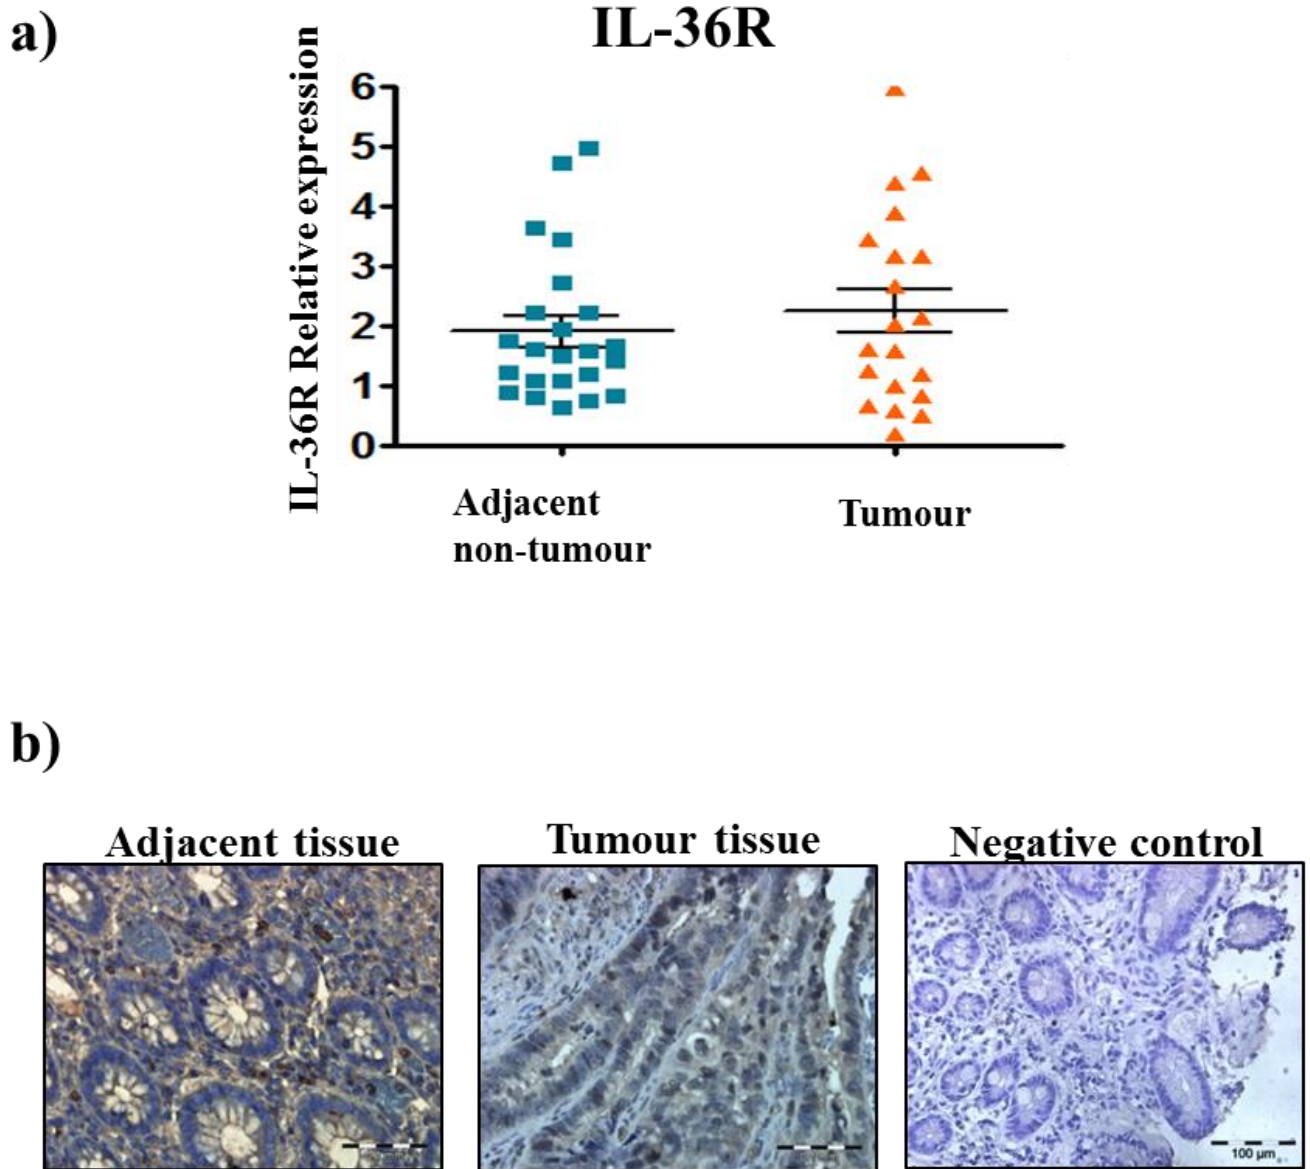 a)
IL-36R
IL-36R Relative expression
6
5
4
3
2
1
0
Adjacent
non-tumour
Tumour
b)
Adjacent tissue
Tumour tissue
Negative control
100 µm